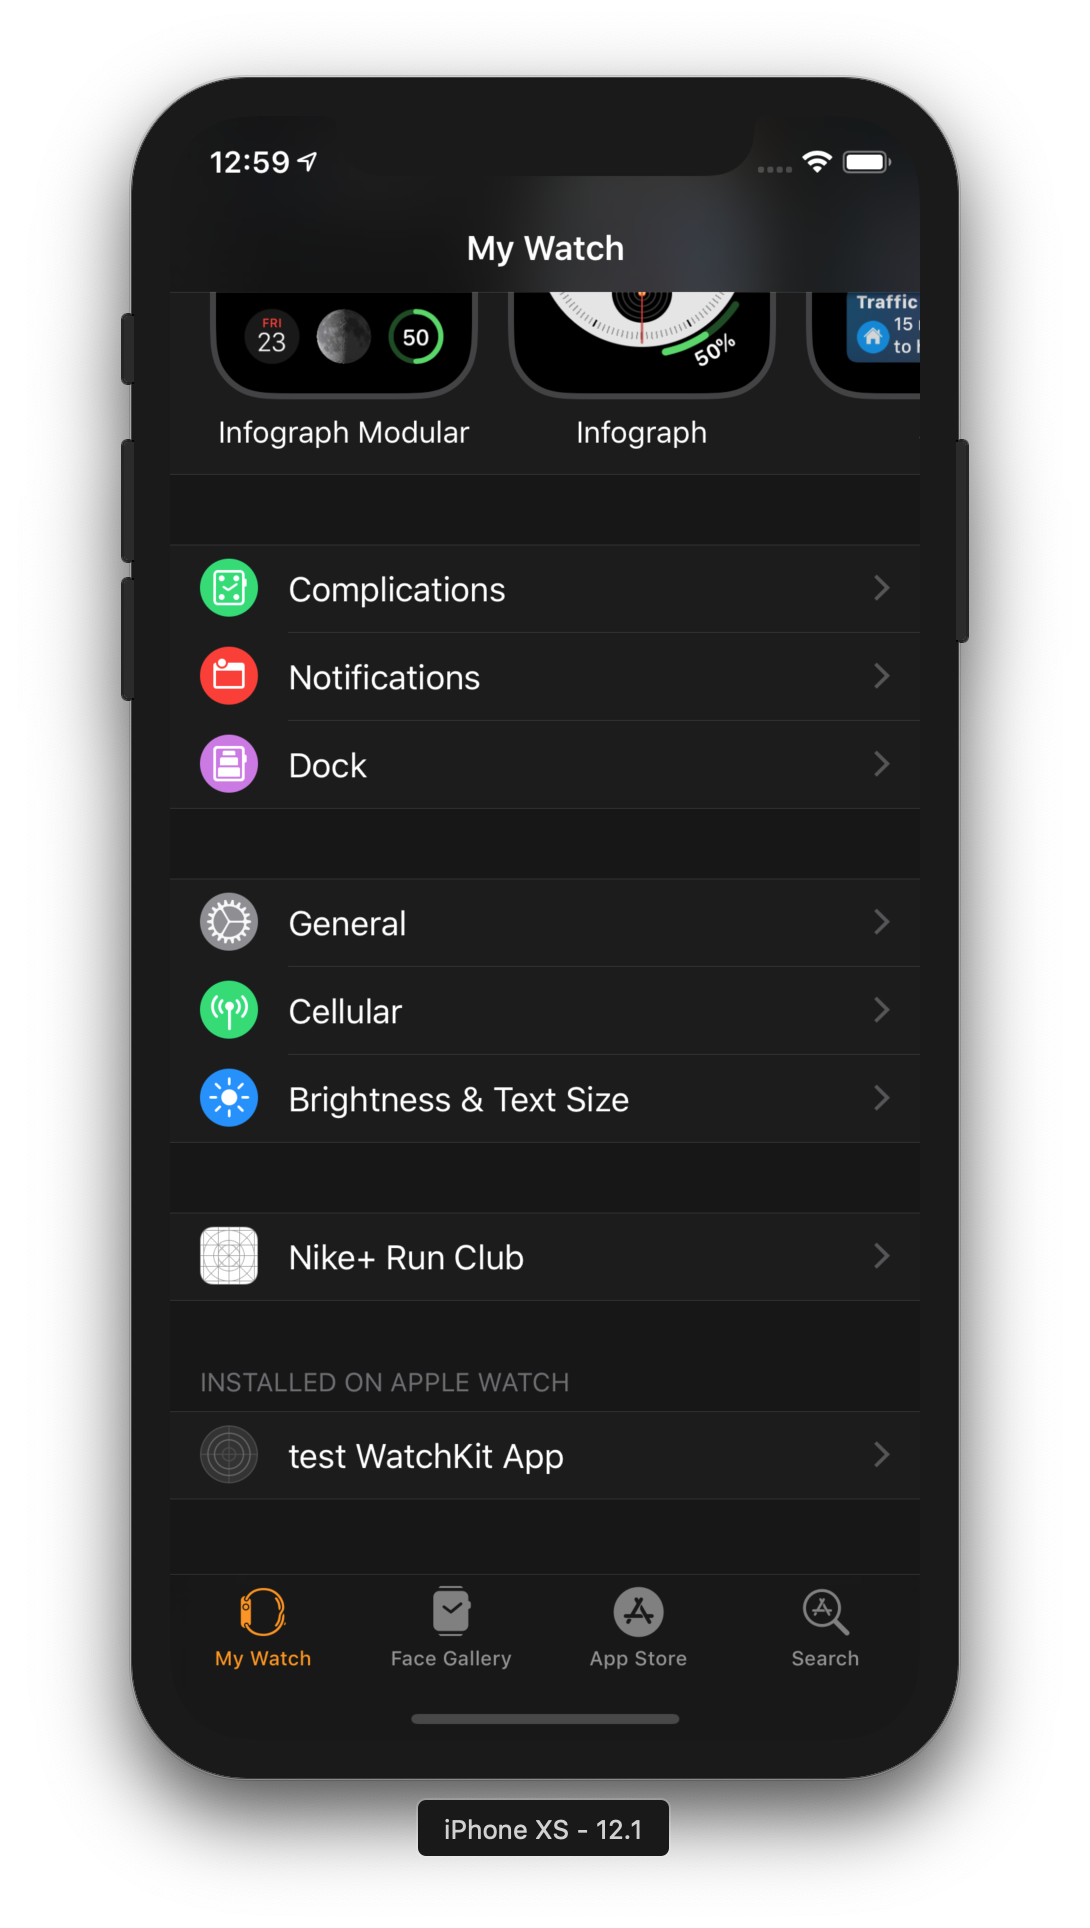 12:59
My Watch
FRI
23
50
50%
Traffic
15
to
Infograph Modular
Infograph
Complications
Notifications
Dock
General
Cellular
Brightness & Text Size
Nike+ Run Club
INSTALLED ON APPLE WATCH
test WatchKit App
My Watch
Face Gallery
App Store
Search
iPhone XS - 12.1